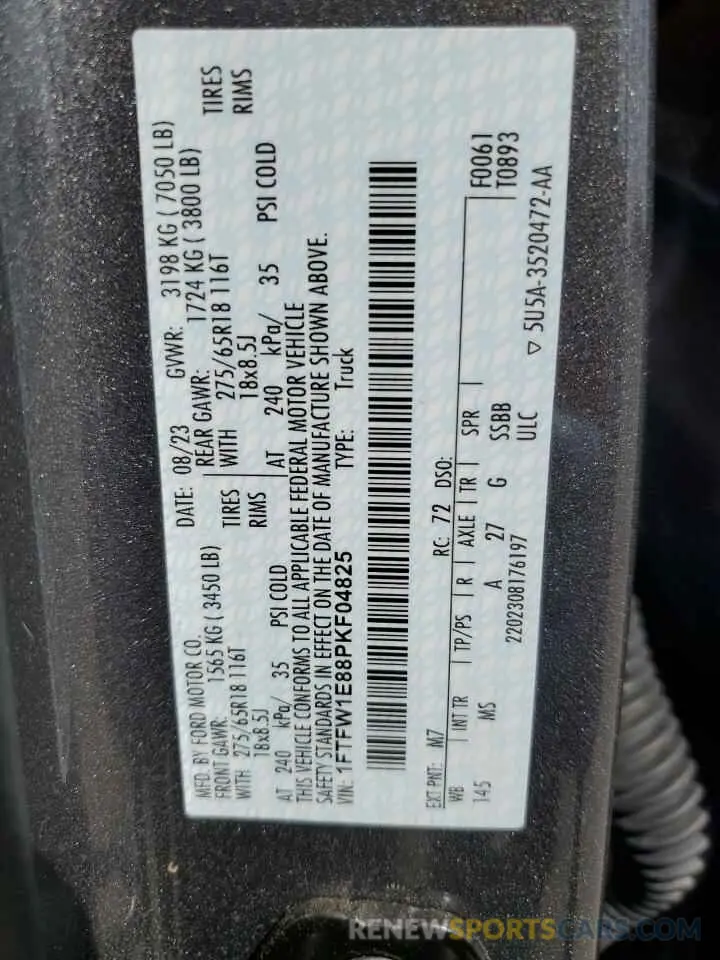 MFD. BY FORD MOTOR CO. DATE: 08/23 GVWR: 3198 KG ( 7050 LB)
FRONT GAWR: 1565 KG ( 3450 LB) REAR GAWR: 1724 KG ( 3800 LB)
WITH 275/65R18 116T TIRES WITH 275/65R18 116T TIRES
18x8.5J RIMS 18x8.5J RIMS
AT 240 kPa/ 35 PSI COLD AT 240 kPa/ 35 PSI COLD
THIS VEHICLE CONFORMS TO ALL APPLICABLE FEDERAL MOTOR VEHICLE
SAFETY STANDARDS IN EFFECT ON THE DATE OF MANUFACTURE SHOWN ABOVE.
VIN: 1FTFW1E88PKF04825 TYPE: Truck
EXT PNT: M7 RC: 72 DSO: F0061
WB INT TR TP/PS R AXLE TR SPR T0893
145 MS A 27 G SSBB
2202308176197 ULC
▽ 5U5A-3520472-AA
RENEWSPORTSCARS.COM